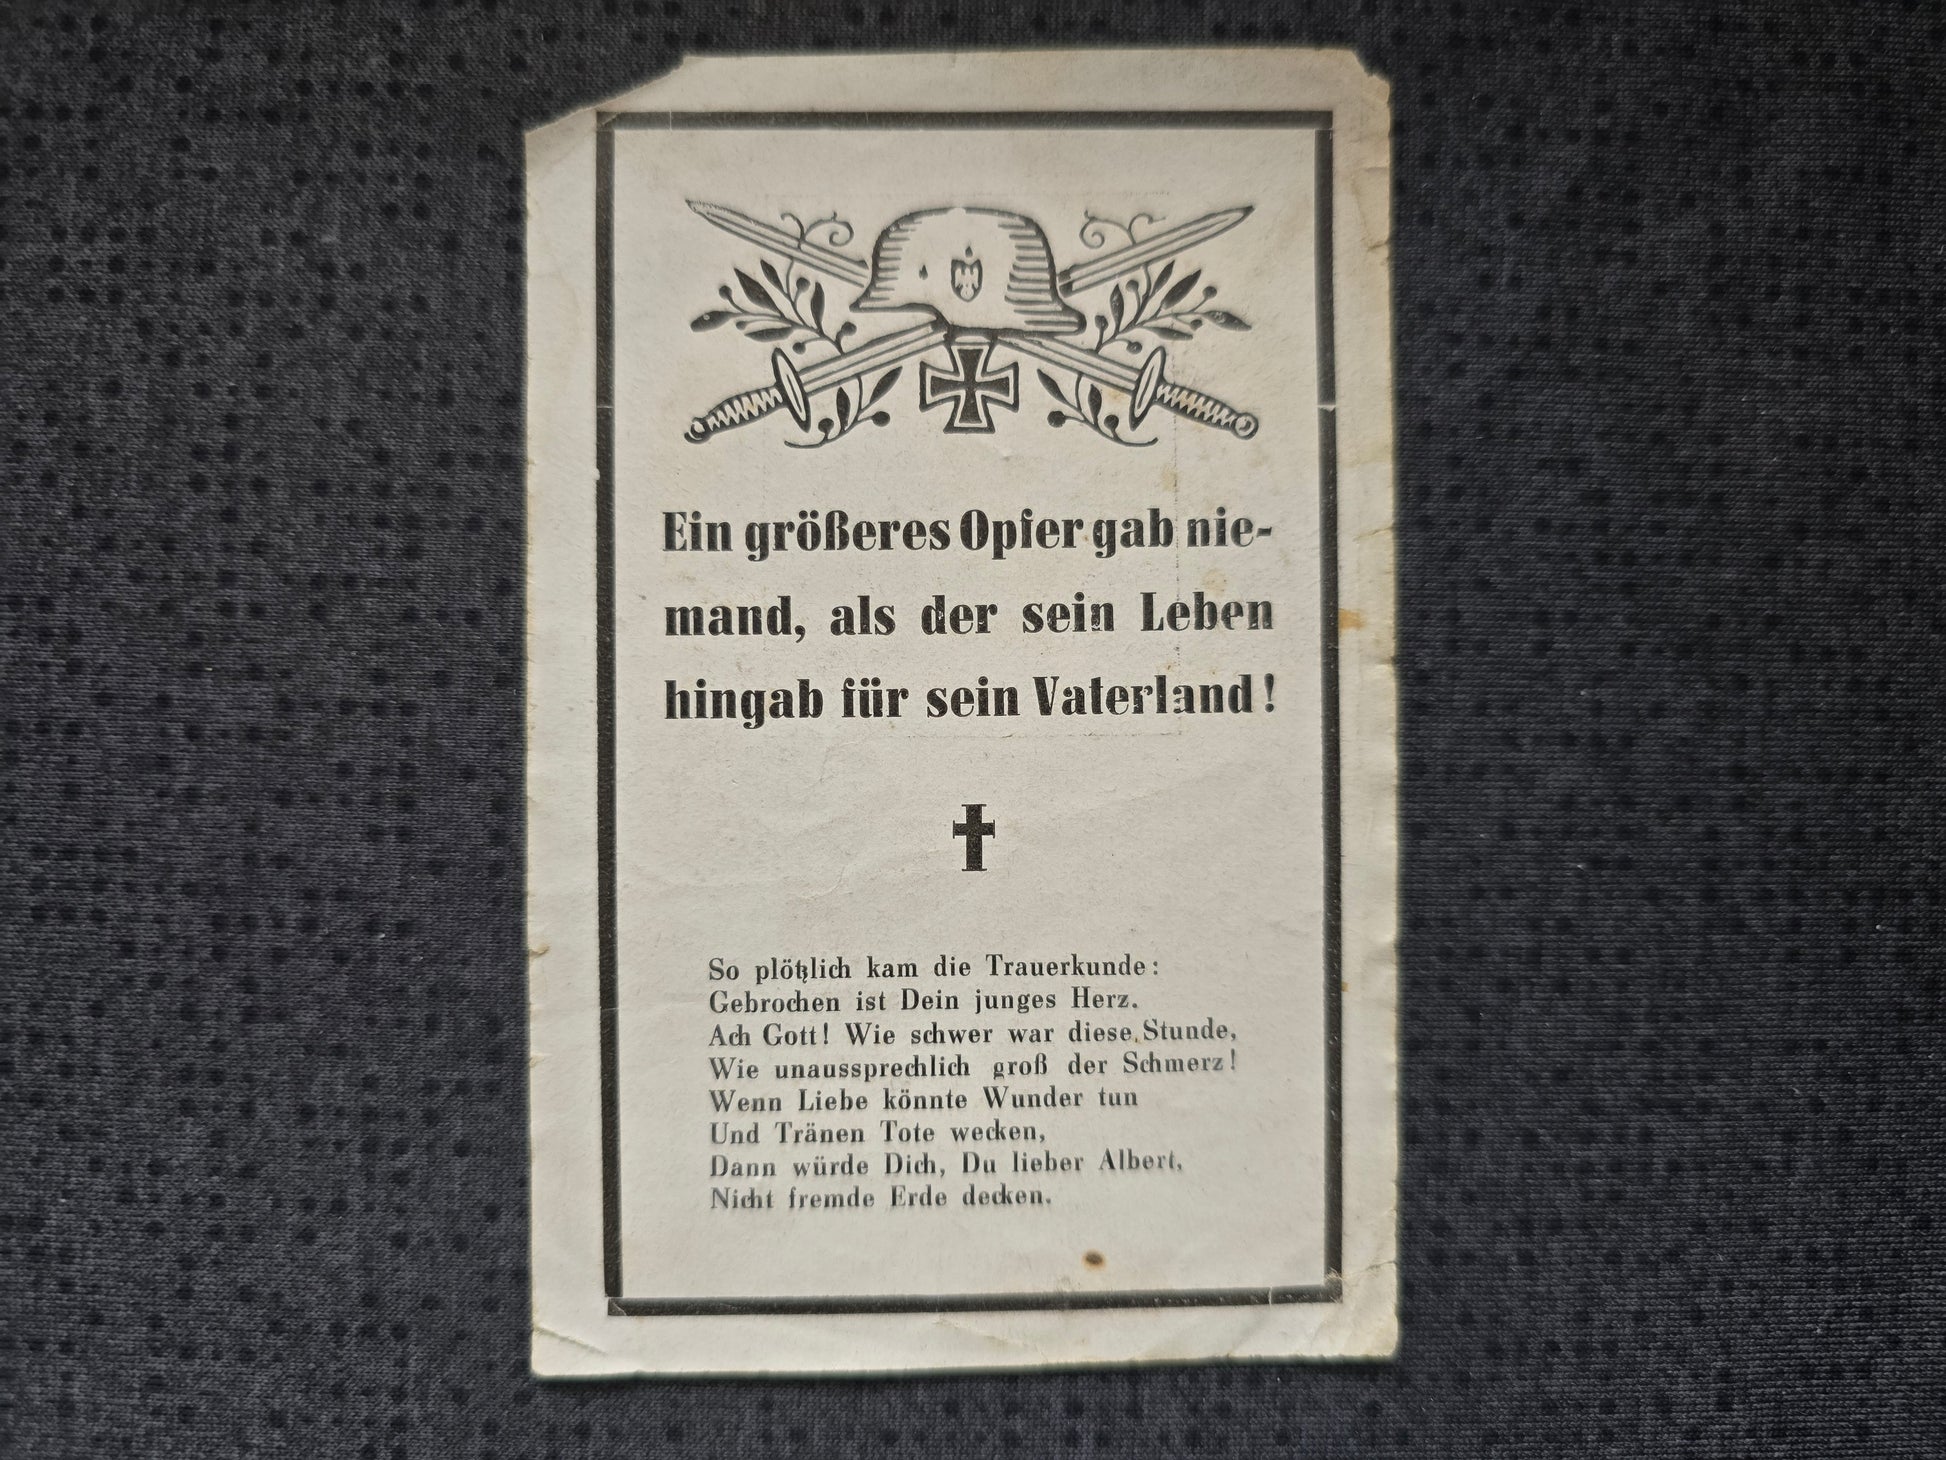 Ein größeres Opfer gab nie-
mand, als der sein Leben
hingab für sein Vaterland!
So plötzlich kam die Trauerkunde:
Gebrochen ist Dein junges Herz.
Ach Gott! Wie schwer war diese Stunde,
Wie unaussprechlich groß der Schmerz!
Wenn Liebe könnte Wunder tun
Und Tränen Tote wecken,
Dann würde Dich, Du lieber Albert,
Nicht fremde Erde decken.